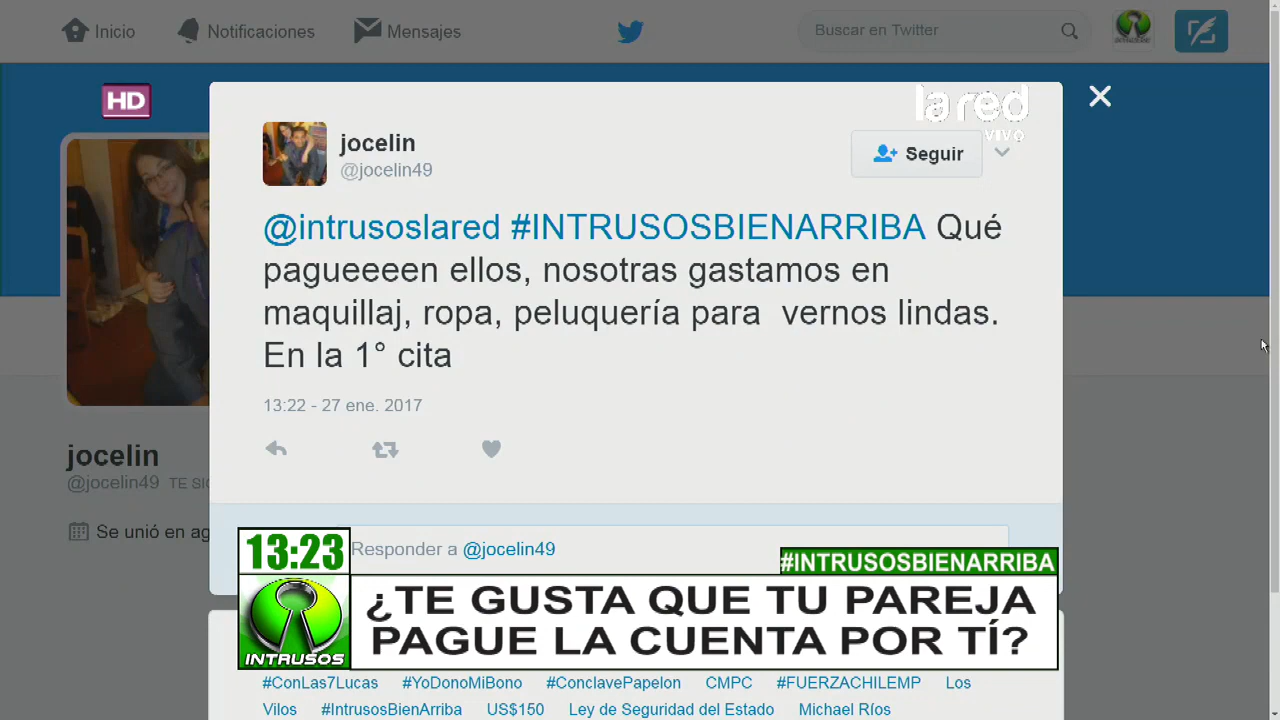 Inicio
Notificaciones
Mensajes
Buscar en Twitter
HD
la red
VIVO
jocelin
@jocelin49
Seguir
@intrusoslared #INTRUSOSBIENARRIBA Qué
pagueeeen ellos, nosotras gastamos en
maquillaj, ropa, peluquería para vernos lindas.
En la 1° cita
13:22 - 27 ene. 2017
jocelin
@jocelin49 TE SIG
Se unió en ag
Responder a @jocelin49
13:23
#INTRUSOSBIENARRIBA
¿TE GUSTA QUE TU PAREJA
PAGUE LA CUENTA POR TÍ?
INTRUSOS
#ConLas7Lucas #YoDonoMiBono #ConclavePapelon CMPC #FUERZACHILEMP Los
Vilos #IntrusosBienArriba US$150 Ley de Seguridad del Estado Michael Ríos